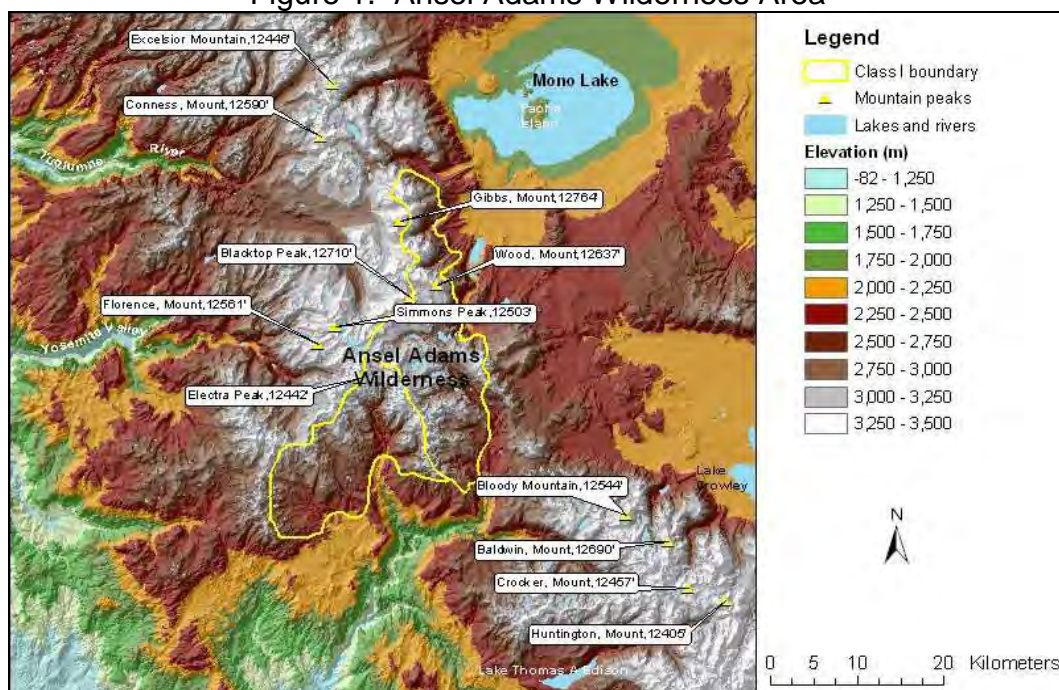 Figure 1. Ansel Adams Wilderness Area
Excelsior Mountain,12446'
Conness, Mount,12590'
Mono Lake
Paoha
Island
Tuolumne River
Gibbs, Mount,12764'
Blacktop Peak,12710'
Wood, Mount,12637'
Florence, Mount,12561'
Simmons Peak,12503'
Yosemite Valley
Ansel Adams
Wilderness
Electra Peak,12442'
Lake
Crowley
Bloody Mountain,12544'
Baldwin, Mount,12690'
Crocker, Mount,12457'
Huntington, Mount,12405'
Lake Thomas A Edison
Legend
Class I boundary
Mountain peaks
Lakes and rivers
Elevation (m)
-82 - 1,250
1,250 - 1,500
1,500 - 1,750
1,750 - 2,000
2,000 - 2,250
2,250 - 2,500
2,500 - 2,750
2,750 - 3,000
3,000 - 3,250
3,250 - 3,500
N
0 5 10 20 Kilometers